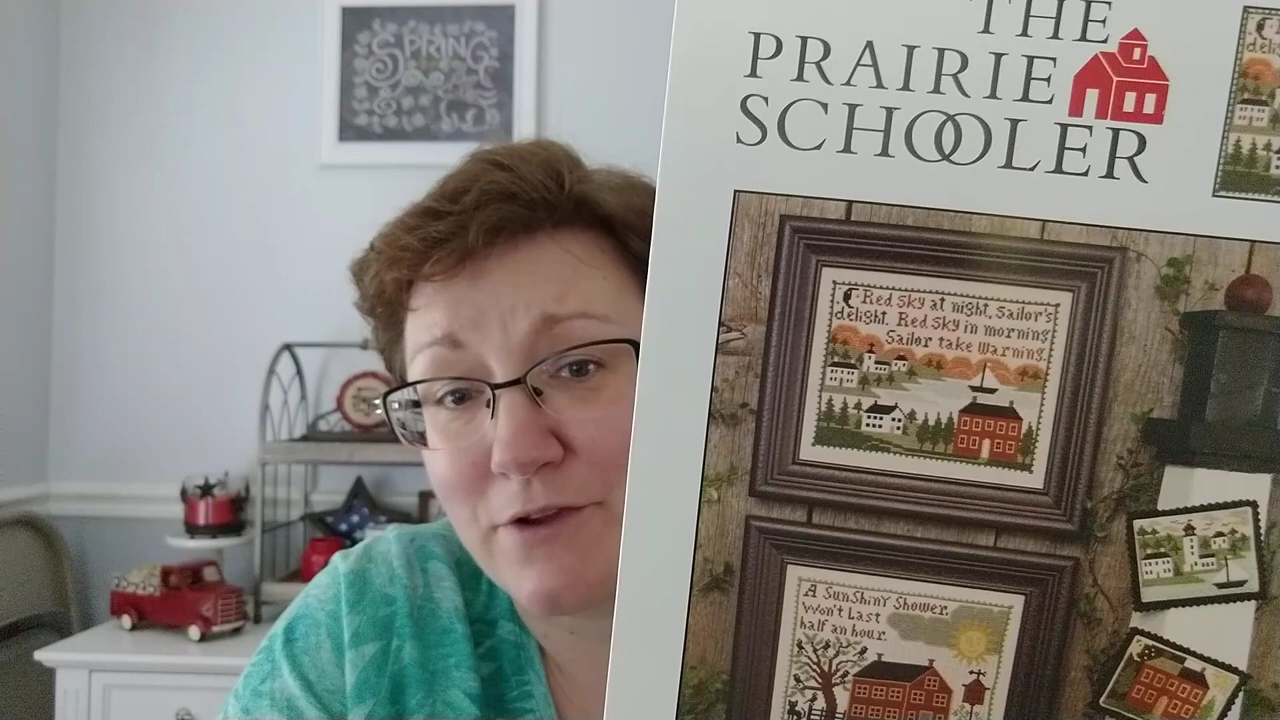 SPRING
THE
PRAIRIE
SCHOOLER
Red Sky at night, Sailor's
delight. Red Sky in morning
Sailor take warning.
A Sunshiny Shower
Won't Last
half an hour.